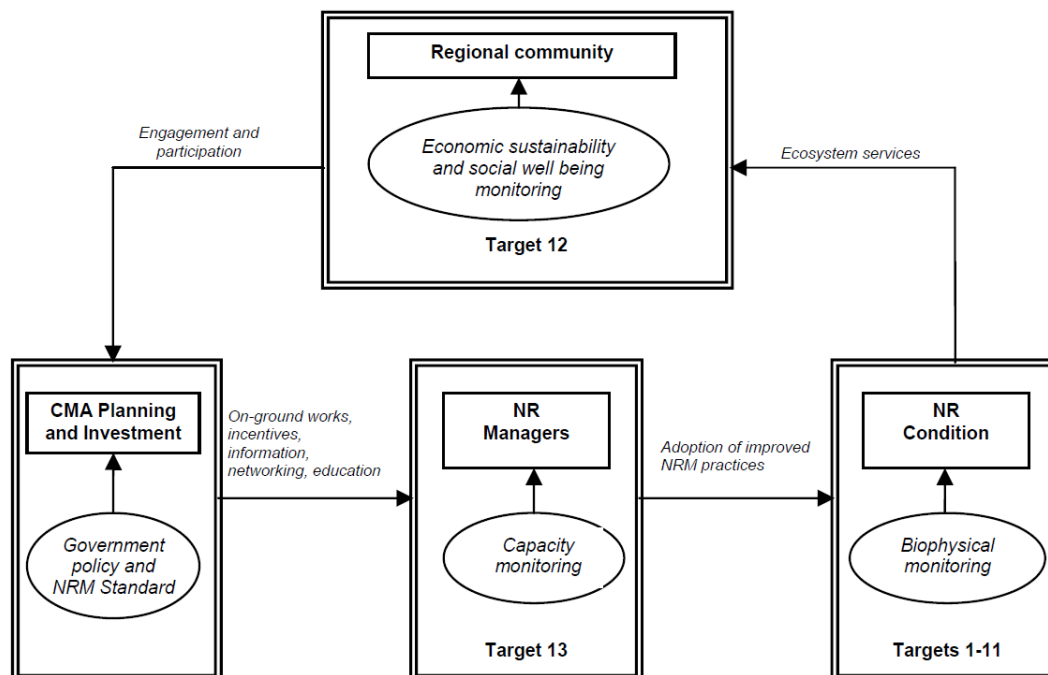 Regional community
Engagement and
participation
Economic sustainability
and social well being
monitoring
Ecosystem services
Target 12
CMA Planning
and Investment
On-ground works,
incentives,
information,
networking, education
NR
Managers
Adoption of improved
NRM practices
NR
Condition
Government
policy and
NRM Standard
Capacity
monitoring
Biophysical
monitoring
Target 13
Targets 1-11